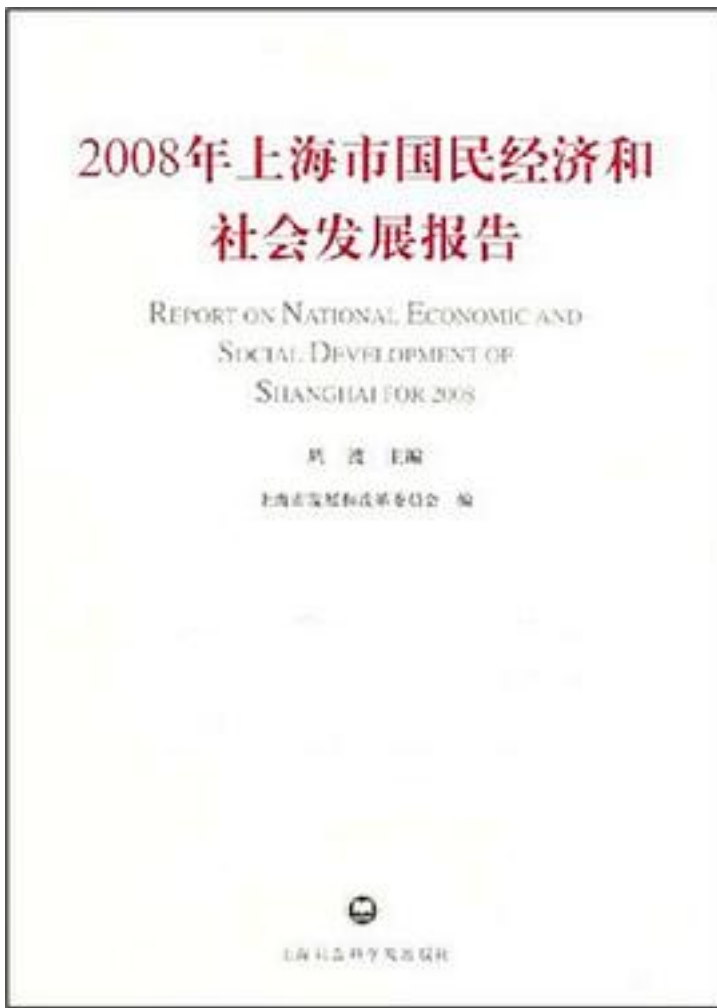 2008年上海市国民经济和
社会发展报告
REPORT ON NATIONAL ECONOMIC AND
SOCIAL DEVELOPMENT OF
SHANGHAI FOR 2008
周 波 主编
上海市发展和改革委员会 编
上海社会科学院出版社